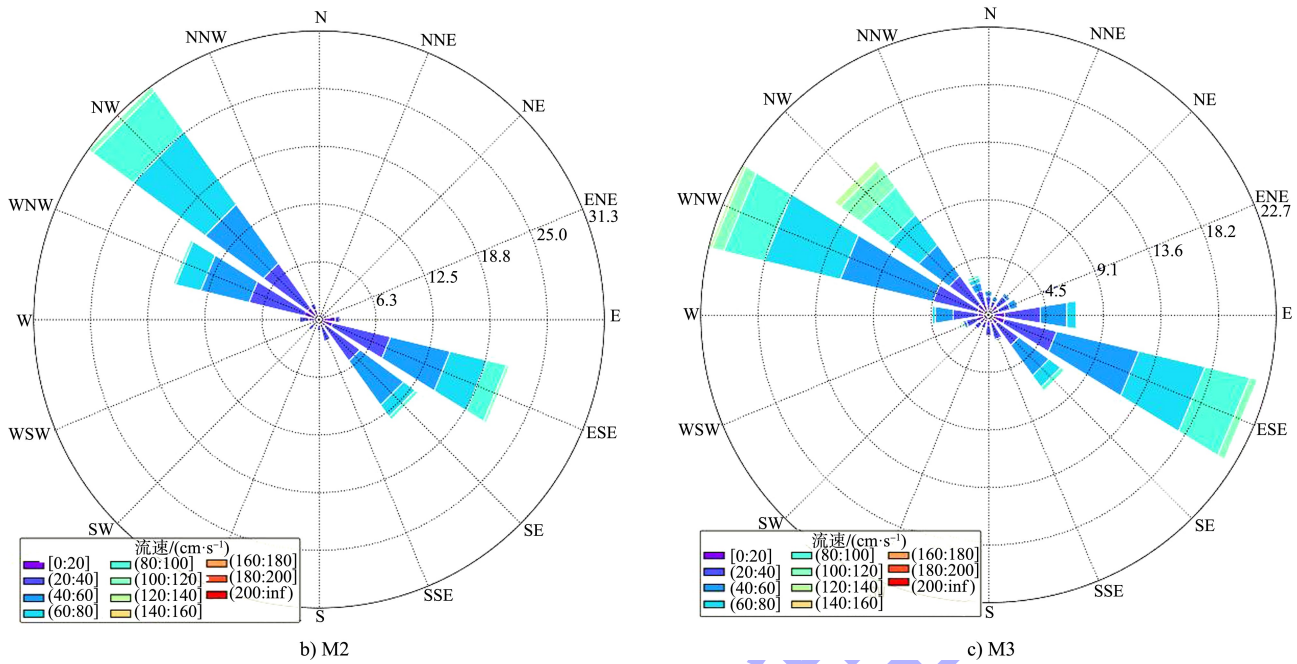 N
NNE
NE
ENE
E
ESE
SE
SSE
S
SW
WSW
W
WNW
NW
NNW
6.3
12.5
18.8
25.0
31.3
流速/(cm·s⁻¹)
[0:20]
(20:40]
(40:60]
(60:80]
(80:100]
(100:120]
(120:140]
(140:160]
(160:180]
(180:200]
(200:inf)
b) M2
N
NNE
NE
ENE
E
ESE
SE
SSE
S
SW
WSW
W
WNW
NW
NNW
4.5
9.1
13.6
18.2
22.7
流速/(cm·s⁻¹)
[0:20]
(20:40]
(40:60]
(60:80]
(80:100]
(100:120]
(120:140]
(140:160]
(160:180]
(180:200]
(200:inf)
c) M3